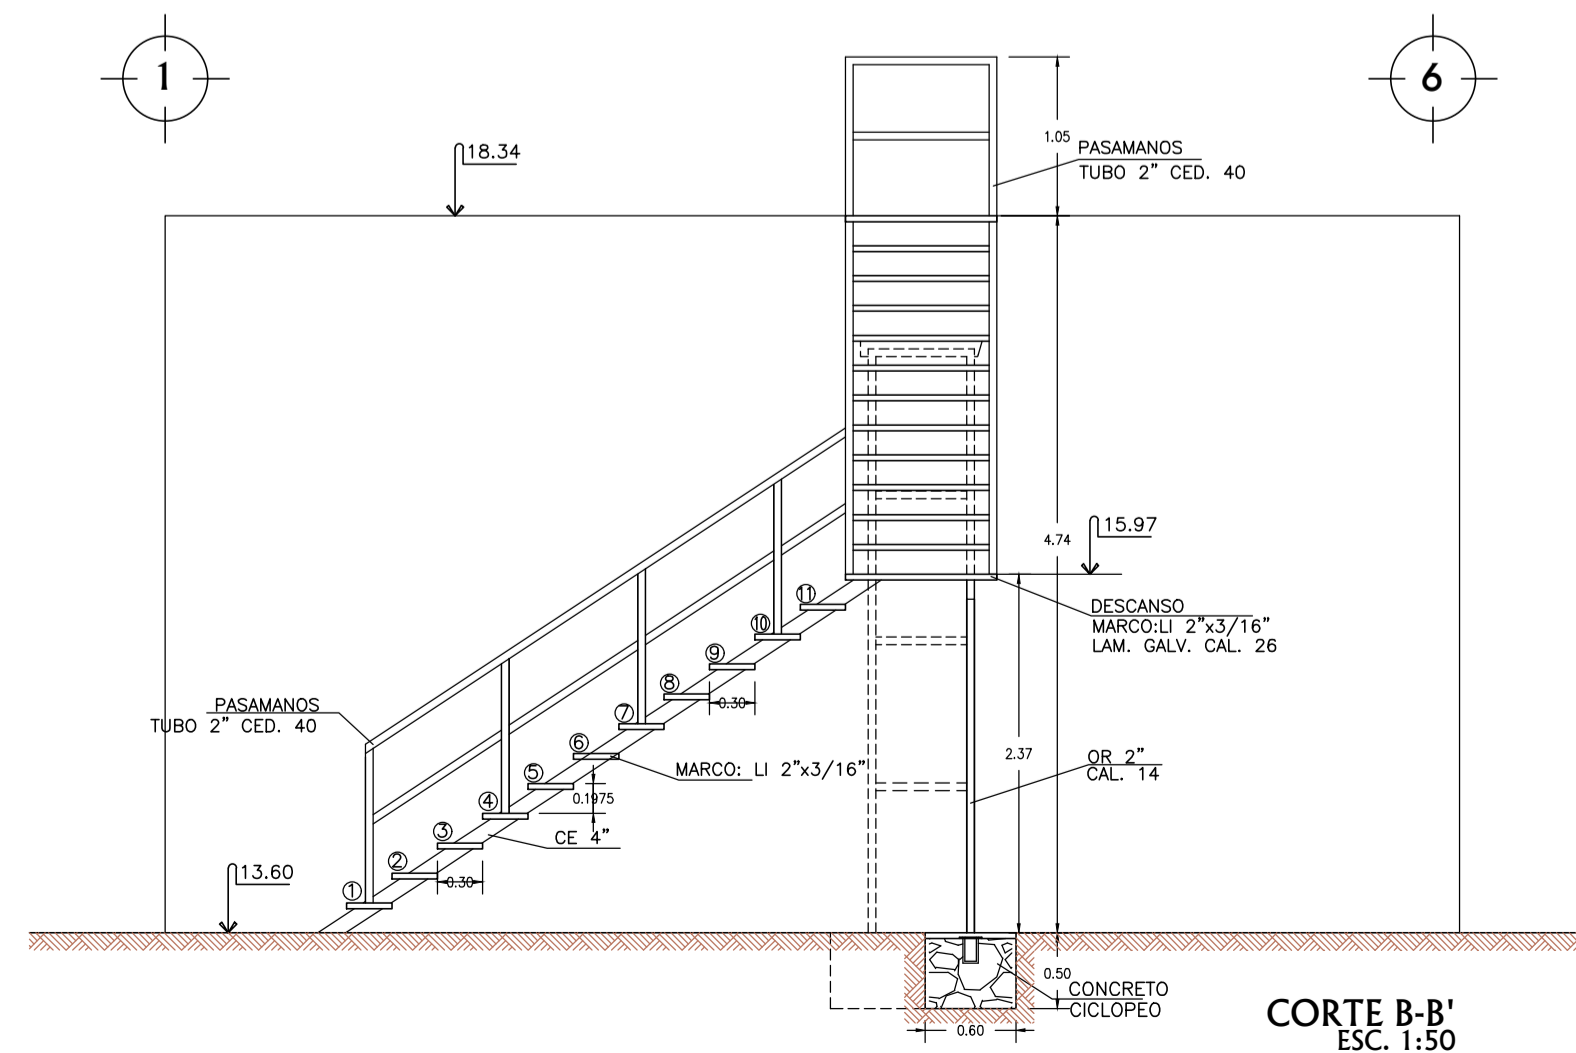 1
6
18.34
1.05
PASAMANOS
TUBO 2" CED. 40
15.97
4.74
DESCANSO
MARCO:LI 2"x3/16"
LAM. GALV. CAL. 26
11
10
9
8
0.30
7
PASAMANOS
TUBO 2" CED. 40
6
MARCO: LI 2"x3/16"
2.37
OR 2"
CAL. 14
5
0.1975
4
3
CE 4"
2
0.30
13.60
1
0.50
CONCRETO
CICLOPEO
0.60
CORTE B-B'
ESC. 1:50